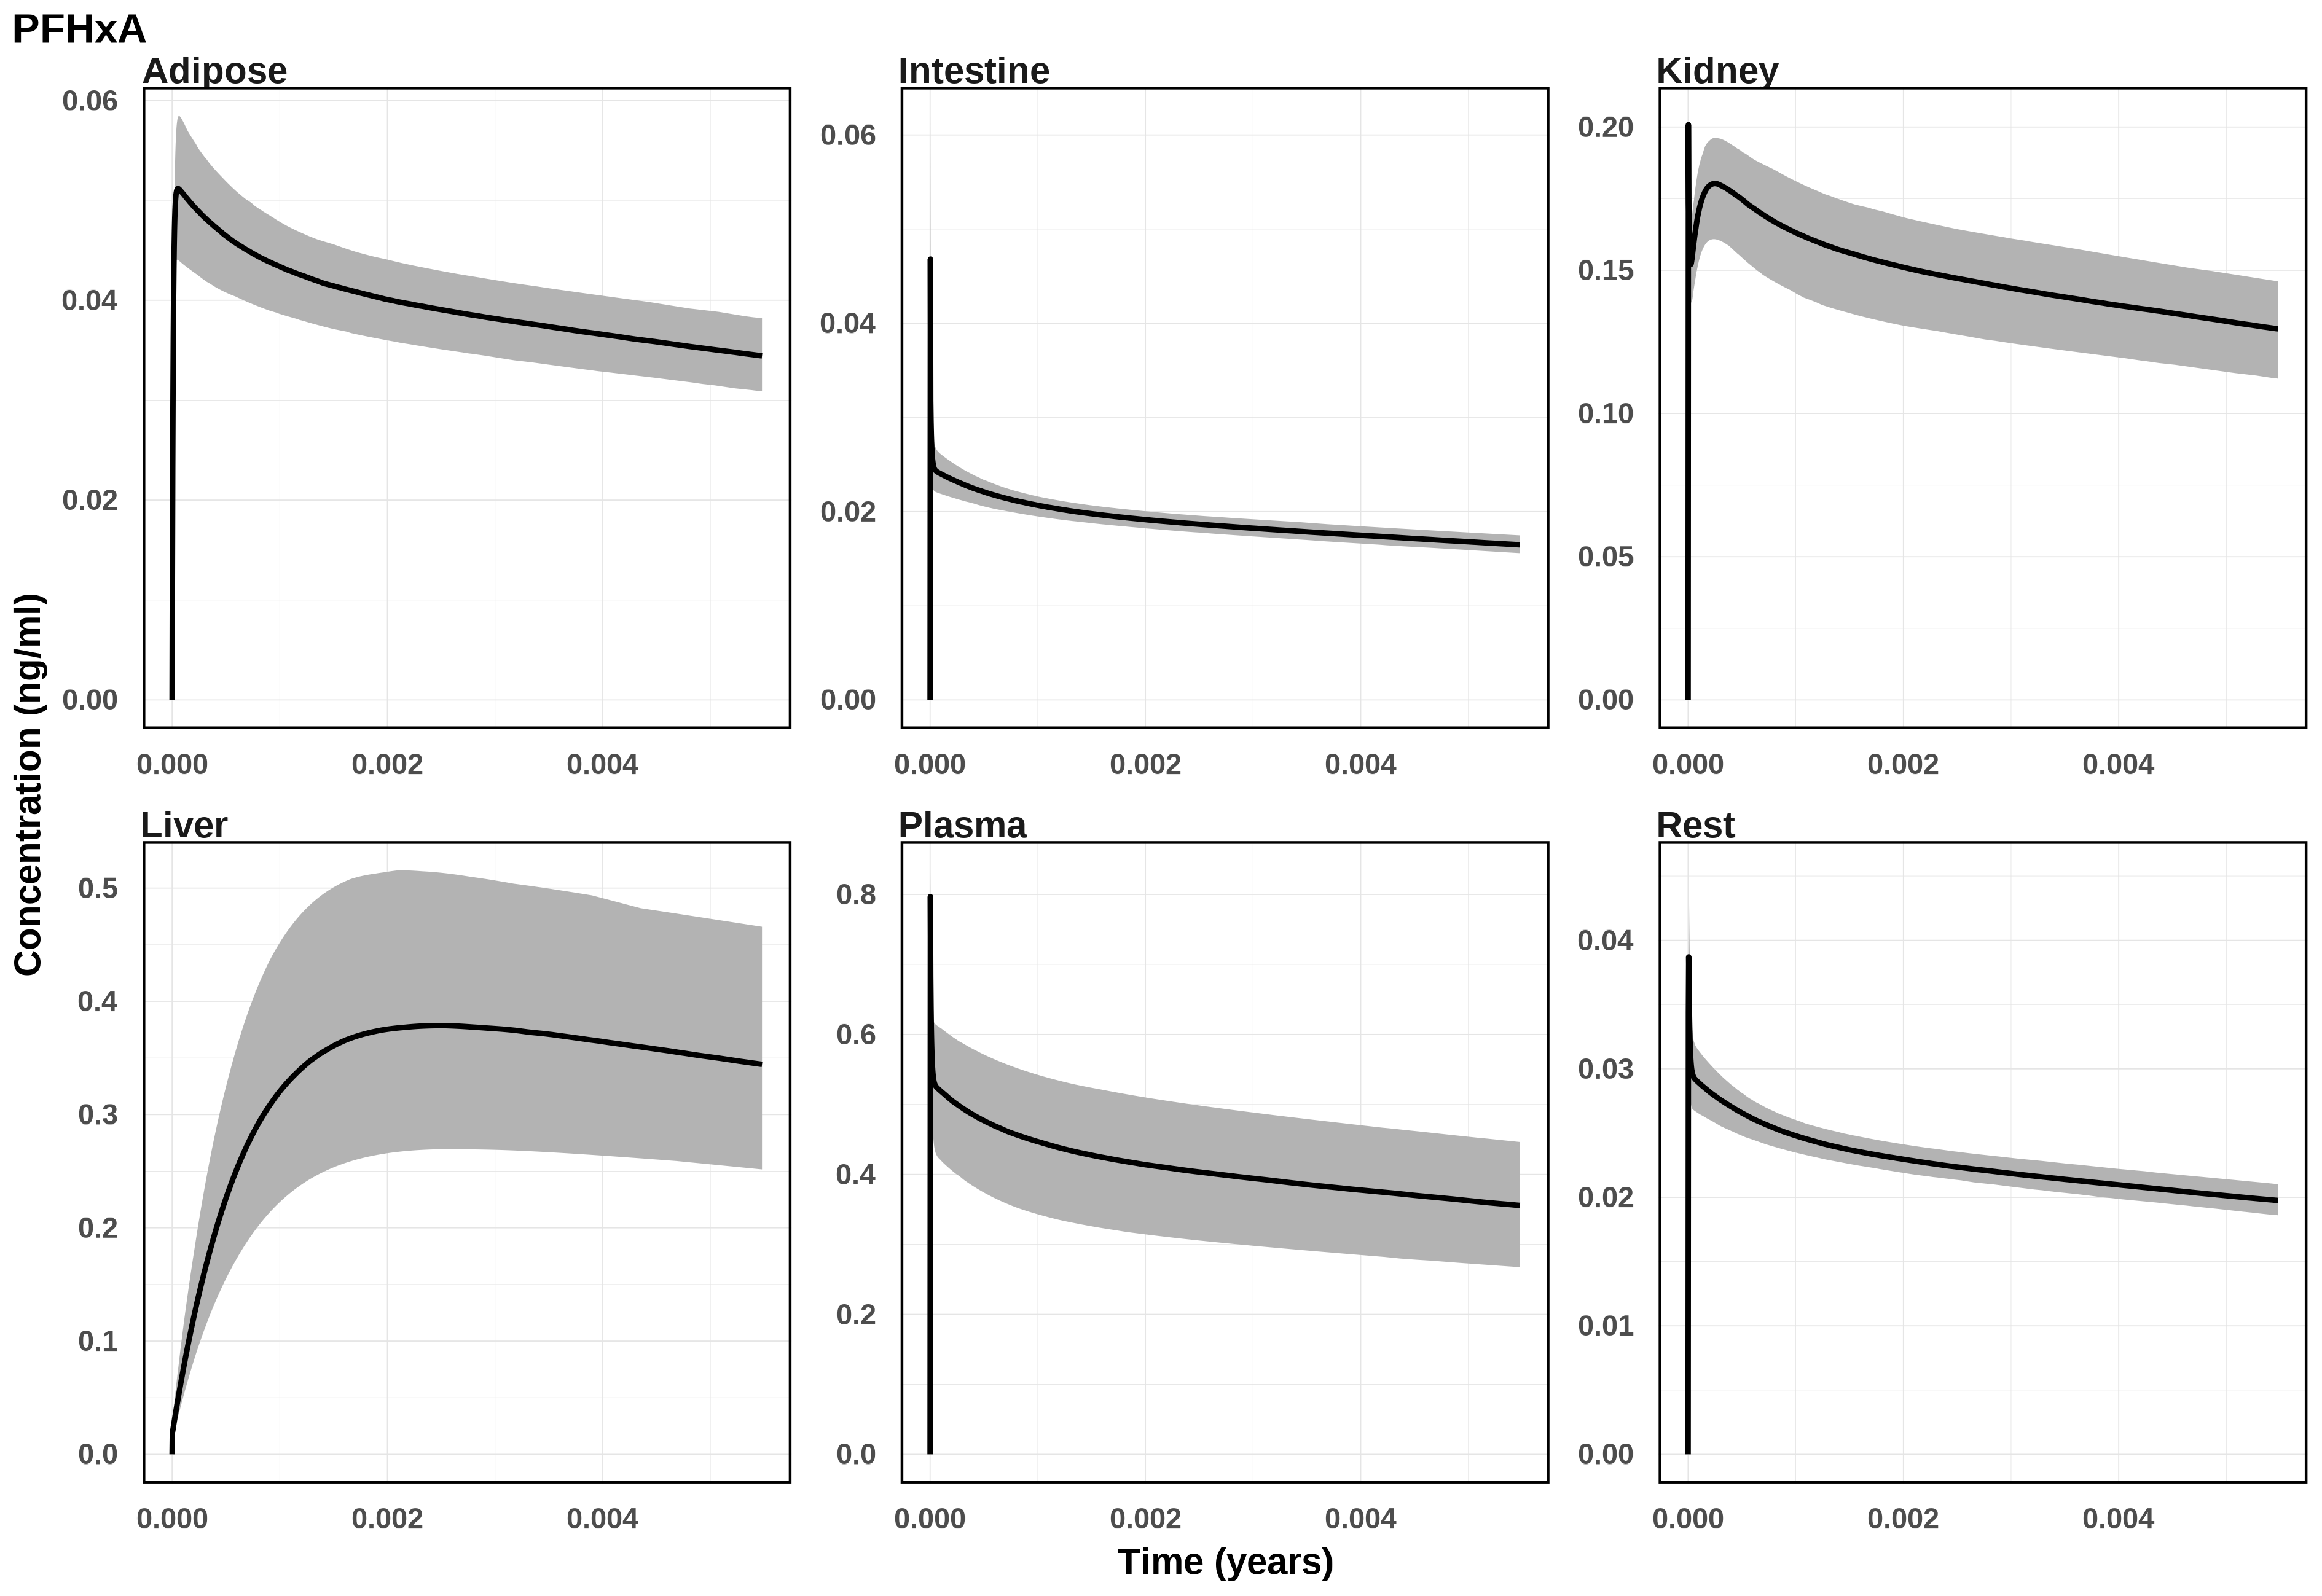 PFHxA
Adipose Intestine Kidney
0.06 0.06 0.20
0.04 0.04 0.15
0.02 0.02 0.10
0.05
0.00 0.00 0.00
0.000 0.002 0.004 0.000 0.002 0.004 0.000 0.002 0.004
Concentration (ng/ml)
Liver Plasma Rest
0.5 0.8 0.04
0.4 0.6 0.03
0.3 0.4 0.02
0.2 0.2 0.01
0.1
0.0 0.0 0.00
0.000 0.002 0.004 0.000 0.002 0.004 0.000 0.002 0.004
Time (years)